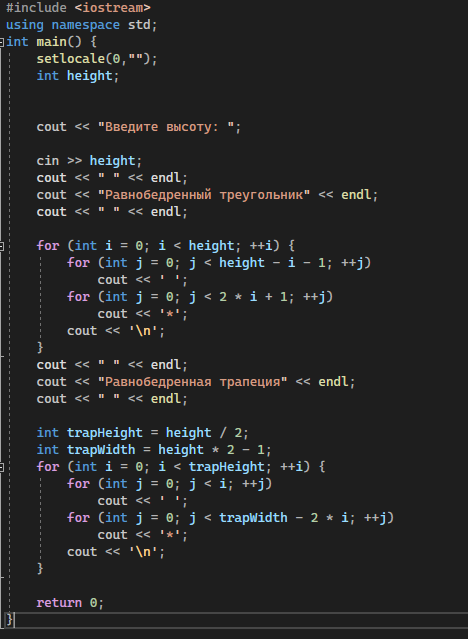 #include <iostream>
using namespace std;
int main() {
    setlocale(0,"");
    int height;


    cout << "Введите высоту: ";

    cin >> height;
    cout << " " << endl;
    cout << "Равнобедренный треугольник" << endl;
    cout << " " << endl;

    for (int i = 0; i < height; ++i) {
        for (int j = 0; j < height - i - 1; ++j)
            cout << ' ';
        for (int j = 0; j < 2 * i + 1; ++j)
            cout << '*';
        cout << '\n';
    }
    cout << " " << endl;
    cout << "Равнобедренная трапеция" << endl;
    cout << " " << endl;

    int trapHeight = height / 2;
    int trapWidth = height * 2 - 1;
    for (int i = 0; i < trapHeight; ++i) {
        for (int j = 0; j < i; ++j)
            cout << ' ';
        for (int j = 0; j < trapWidth - 2 * i; ++j)
            cout << '*';
        cout << '\n';
    }

    return 0;
}